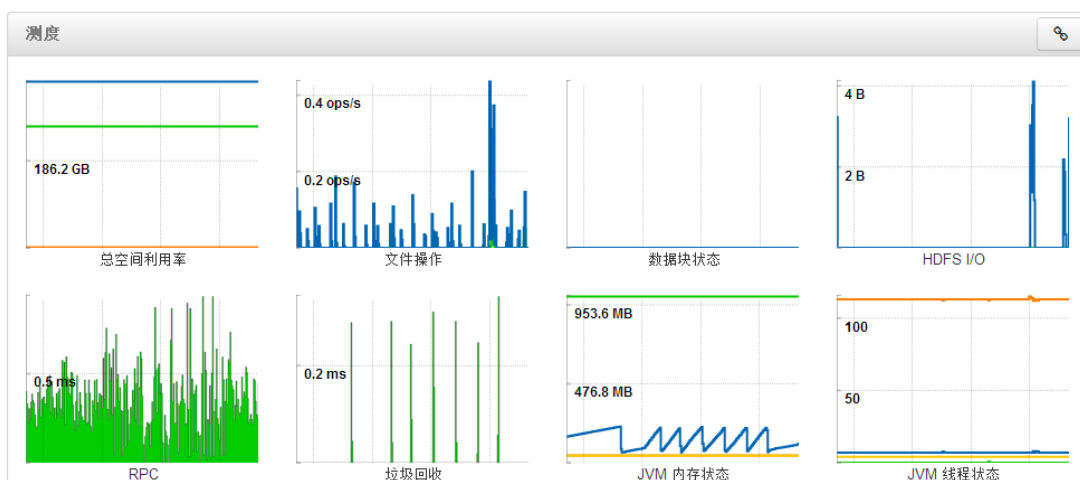 测度
186.2 GB
总空间利用率
0.4 ops/s
0.2 ops/s
文件操作
数据块状态
4 B
2 B
HDFS I/O
0.5 ms
RPC
0.2 ms
垃圾回收
953.6 MB
476.8 MB
JVM 内存状态
100
50
JVM 线程状态